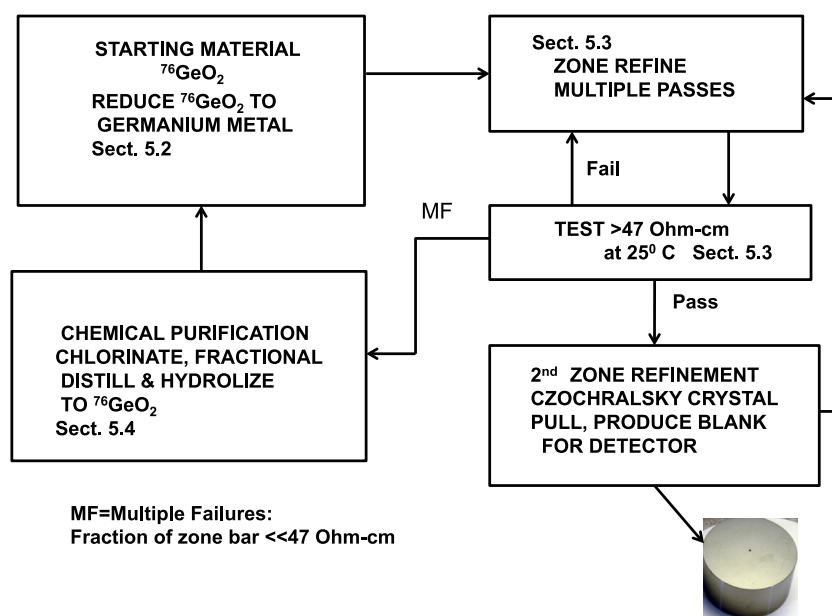 STARTING MATERIAL
⁷⁶GeO₂
REDUCE ⁷⁶GeO₂ TO
GERMANIUM METAL
Sect. 5.2
Sect. 5.3
ZONE REFINE
MULTIPLE PASSES
Fail
MF
TEST >47 Ohm-cm
at 25⁰ C Sect. 5.3
Pass
CHEMICAL PURIFICATION
CHLORINATE, FRACTIONAL
DISTILL & HYDROLIZE
TO ⁷⁶GeO₂
Sect. 5.4
2ⁿᵈ ZONE REFINEMENT
CZOCHRALSKY CRYSTAL
PULL, PRODUCE BLANK
FOR DETECTOR
MF=Multiple Failures:
Fraction of zone bar <<47 Ohm-cm